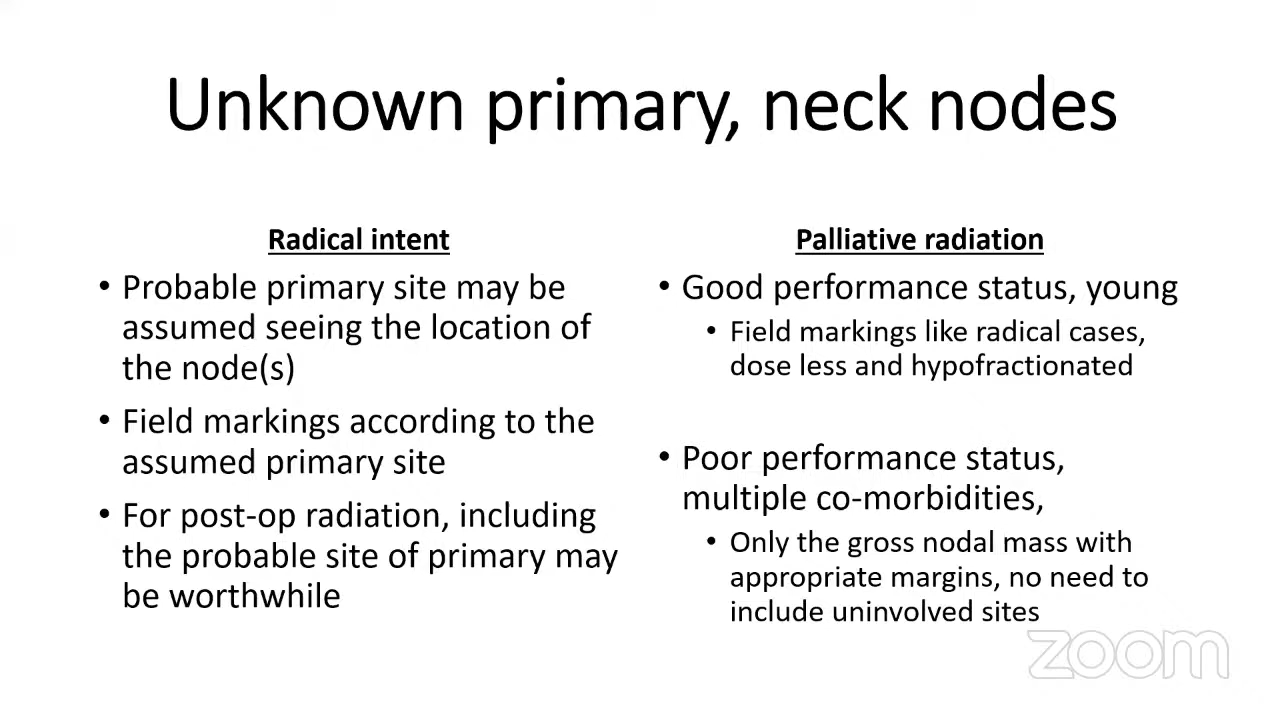 Unknown primary, neck nodes
Radical intent
• Probable primary site may be
assumed seeing the location of
the node(s)
• Field markings according to the
assumed primary site
• For post-op radiation, including
the probable site of primary may
be worthwhile
Palliative radiation
• Good performance status, young
• Field markings like radical cases,
dose less and hypofractionated
• Poor performance status,
multiple co-morbidities,
• Only the gross nodal mass with
appropriate margins, no need to
include uninvolved sites
zoom